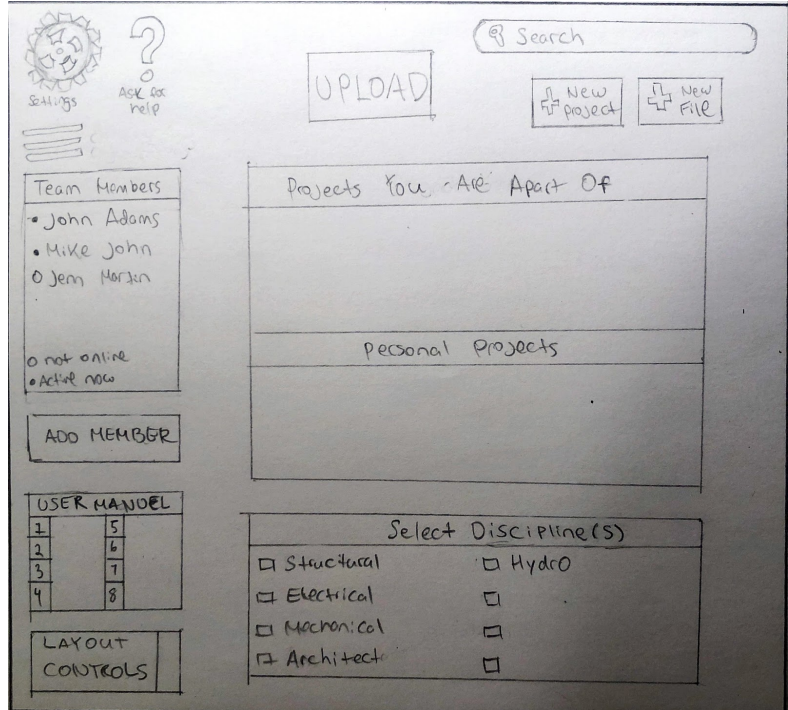 Search
Settings
Ask for
help
UPLOAD
New
project
New
File
Team Members
John Adams
Mike John
Jem Martin
not online
Active now
ADD MEMBER
USER MANUEL
1 5
2 6
3 7
4 8
LAYOUT
CONTROLS
Projects You Are Apart Of
Personal Projects
Select Discipline(s)
Structural Hydro
Electrical
Mechanical
Architect